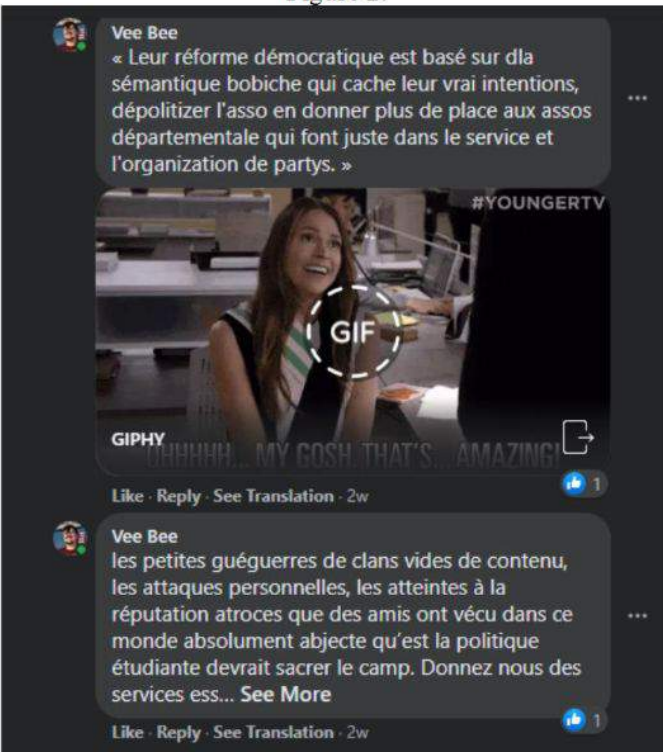 Vee Bee
« Leur réforme démocratique est basé sur dla
sémantique bobiche qui cache leur vrai intentions,
dépolitizer l'asso en donner plus de place aux assos
départementale qui font juste dans le service et
l'organization de partys. »
#YOUNGERTV
GIF
GIPHY
OHHHHH... MY GOSH. THAT'S... AMAZING!
1
Like · Reply · See Translation · 2w
Vee Bee
les petites guéguerres de clans vides de contenu,
les attaques personnelles, les atteintes à la
réputation atroces que des amis ont vécu dans ce
monde absolument abjecte qu'est la politique
étudiante devrait sacrer le camp. Donnez nous des
services ess... See More
1
Like · Reply · See Translation · 2w